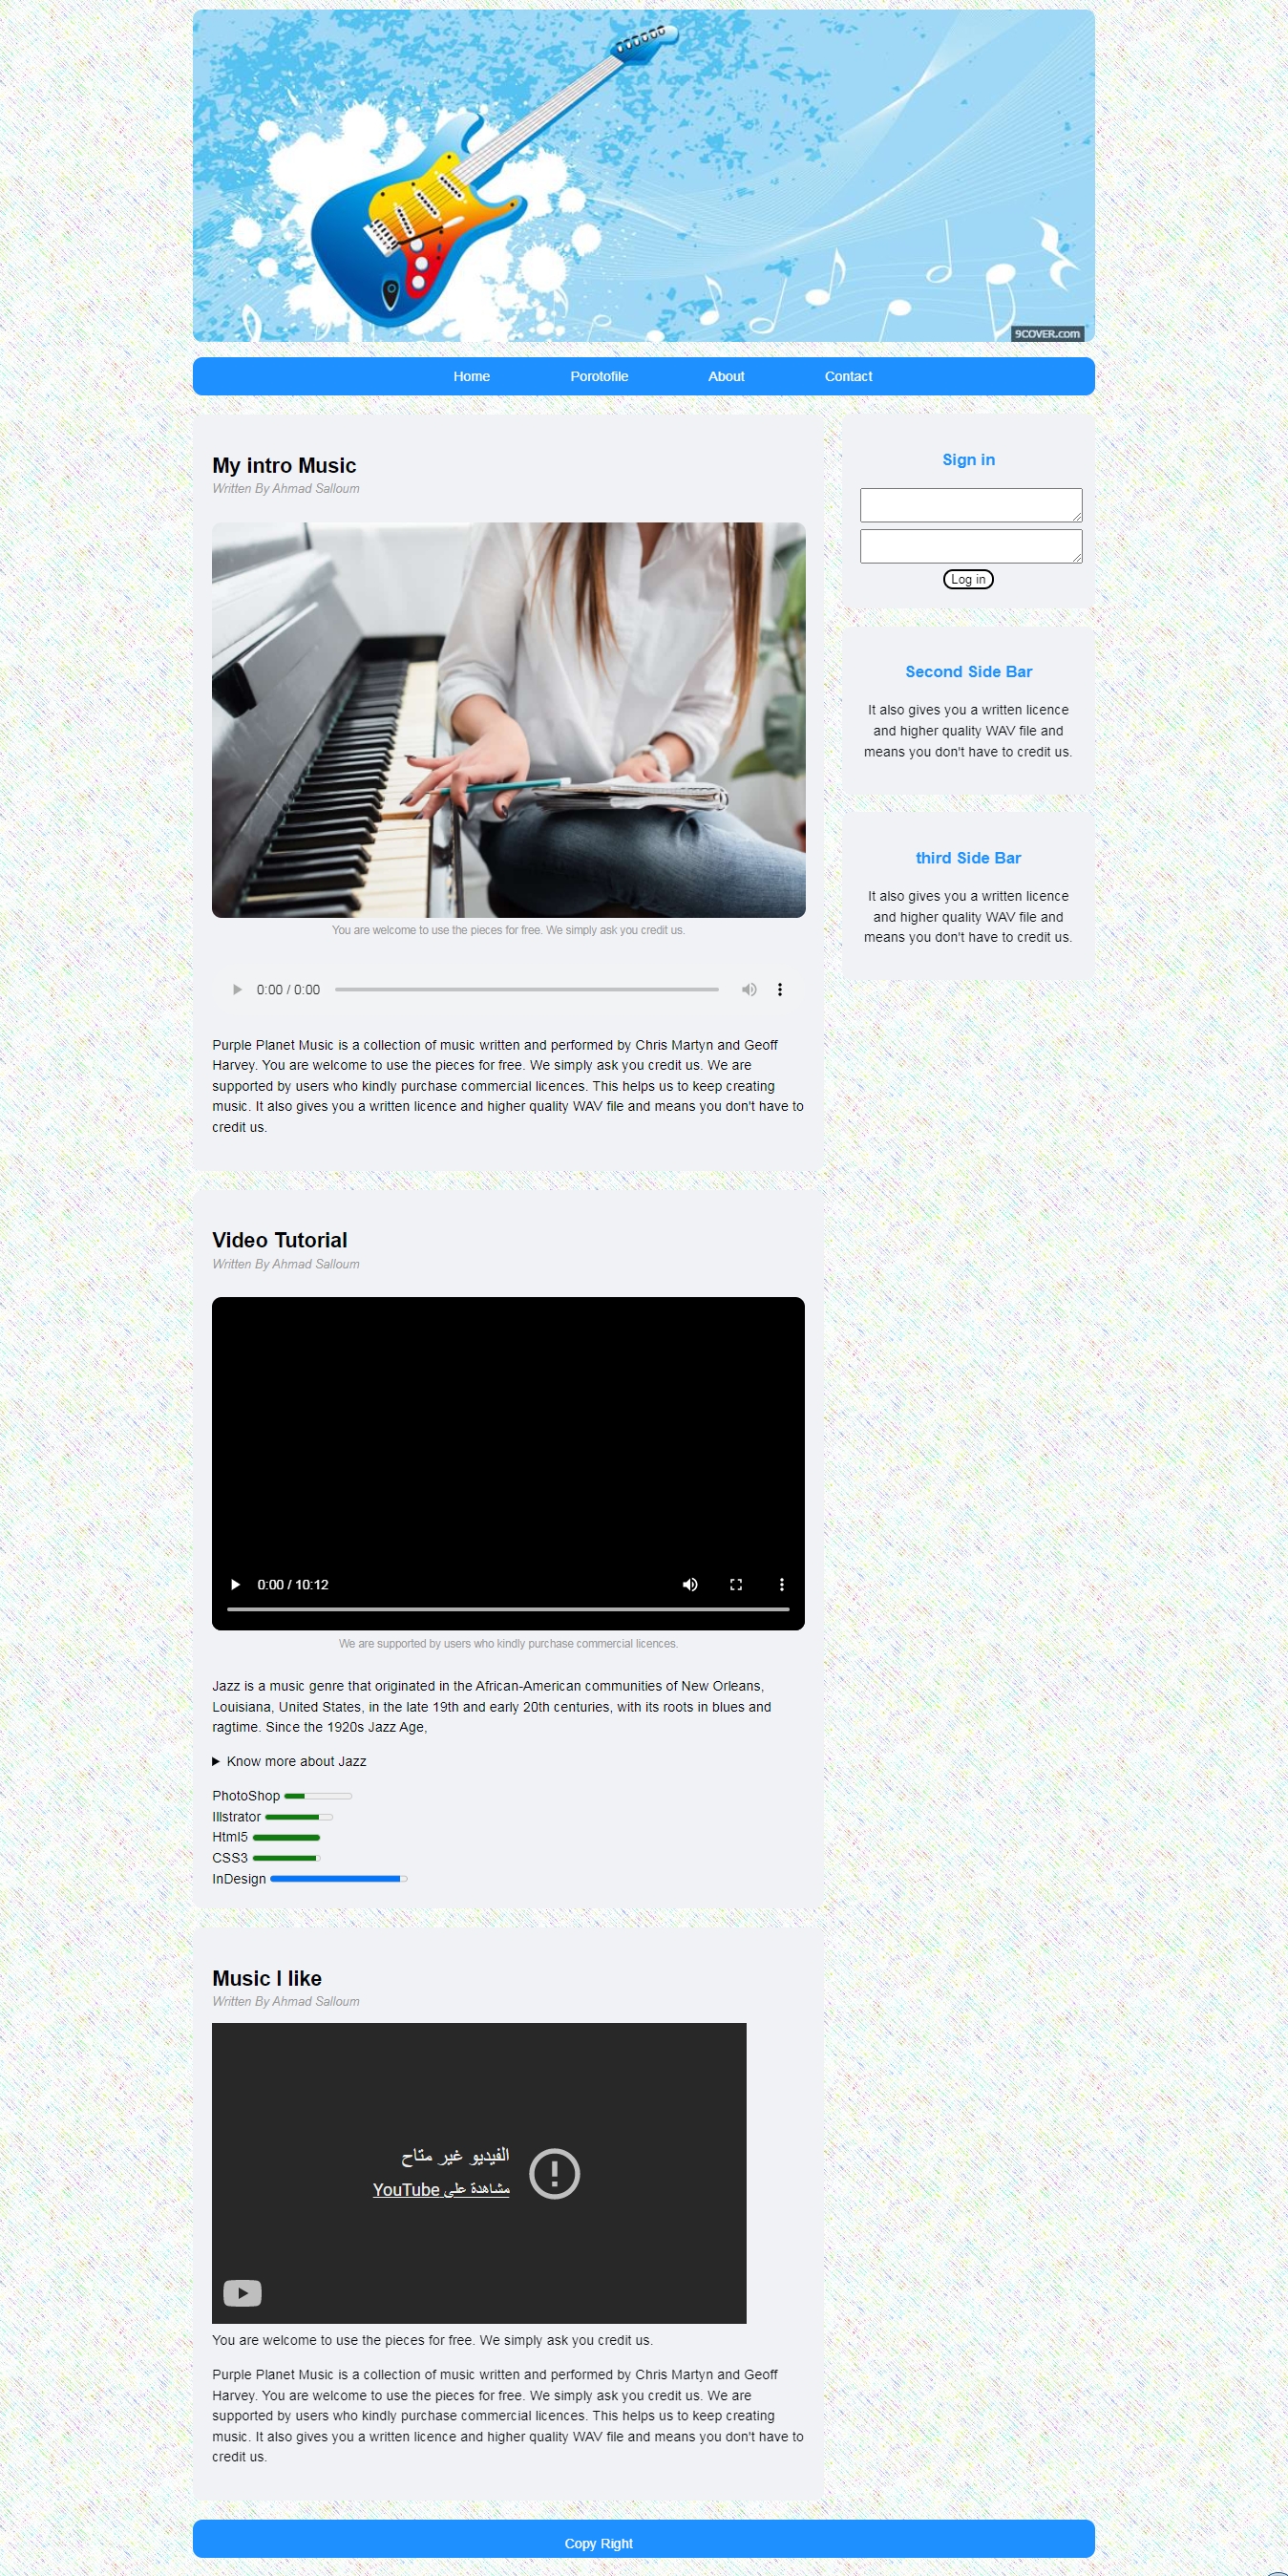 9COVER.com
Home
Porotofile
About
Contact
My intro Music
Written By Ahmad Salloum
You are welcome to use the pieces for free. We simply ask you credit us.
0:00 / 0:00
Purple Planet Music is a collection of music written and performed by Chris Martyn and Geoff
Harvey. You are welcome to use the pieces for free. We simply ask you credit us. We are
supported by users who kindly purchase commercial licences. This helps us to keep creating
music. It also gives you a written licence and higher quality WAV file and means you don't have to
credit us.
Sign in
Log in
Second Side Bar
It also gives you a written licence
and higher quality WAV file and
means you don't have to credit us.
third Side Bar
It also gives you a written licence
and higher quality WAV file and
means you don't have to credit us.
Video Tutorial
Written By Ahmad Salloum
0:00 / 10:12
We are supported by users who kindly purchase commercial licences.
Jazz is a music genre that originated in the African-American communities of New Orleans,
Louisiana, United States, in the late 19th and early 20th centuries, with its roots in blues and
ragtime. Since the 1920s Jazz Age,
Know more about Jazz
PhotoShop
Illstrator
Html5
CSS3
InDesign
Music I like
Written By Ahmad Salloum
الفيديو غير متاح
مشاهدة على YouTube
You are welcome to use the pieces for free. We simply ask you credit us.
Purple Planet Music is a collection of music written and performed by Chris Martyn and Geoff
Harvey. You are welcome to use the pieces for free. We simply ask you credit us. We are
supported by users who kindly purchase commercial licences. This helps us to keep creating
music. It also gives you a written licence and higher quality WAV file and means you don't have to
credit us.
Copy Right